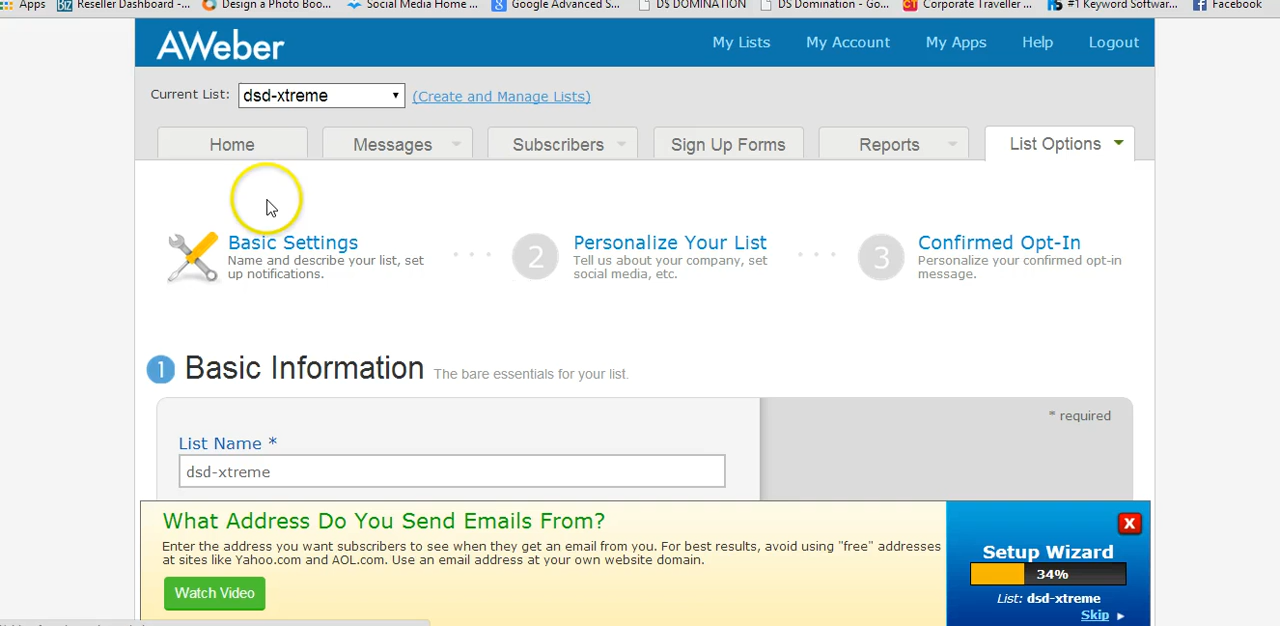 Apps Reseller Dashboard -... Design a Photo Boo... Social Media Home ... Google Advanced S... DS DOMINATION DS Domination - Go... Corporate Traveller ... #1 Keyword Softwar... Facebook
AWeber My Lists My Account My Apps Help Logout
Current List: dsd-xtreme (Create and Manage Lists)
Home Messages Subscribers Sign Up Forms Reports List Options
Basic Settings
Name and describe your list, set
up notifications.
2
Personalize Your List
Tell us about your company, set
social media, etc.
3
Confirmed Opt-In
Personalize your confirmed opt-in
message.
1 Basic Information The bare essentials for your list.
* required
List Name *
dsd-xtreme
What Address Do You Send Emails From?
Enter the address you want subscribers to see when they get an email from you. For best results, avoid using "free" addresses
at sites like Yahoo.com and AOL.com. Use an email address at your own website domain.
Watch Video
X
Setup Wizard
34%
List: dsd-xtreme
Skip